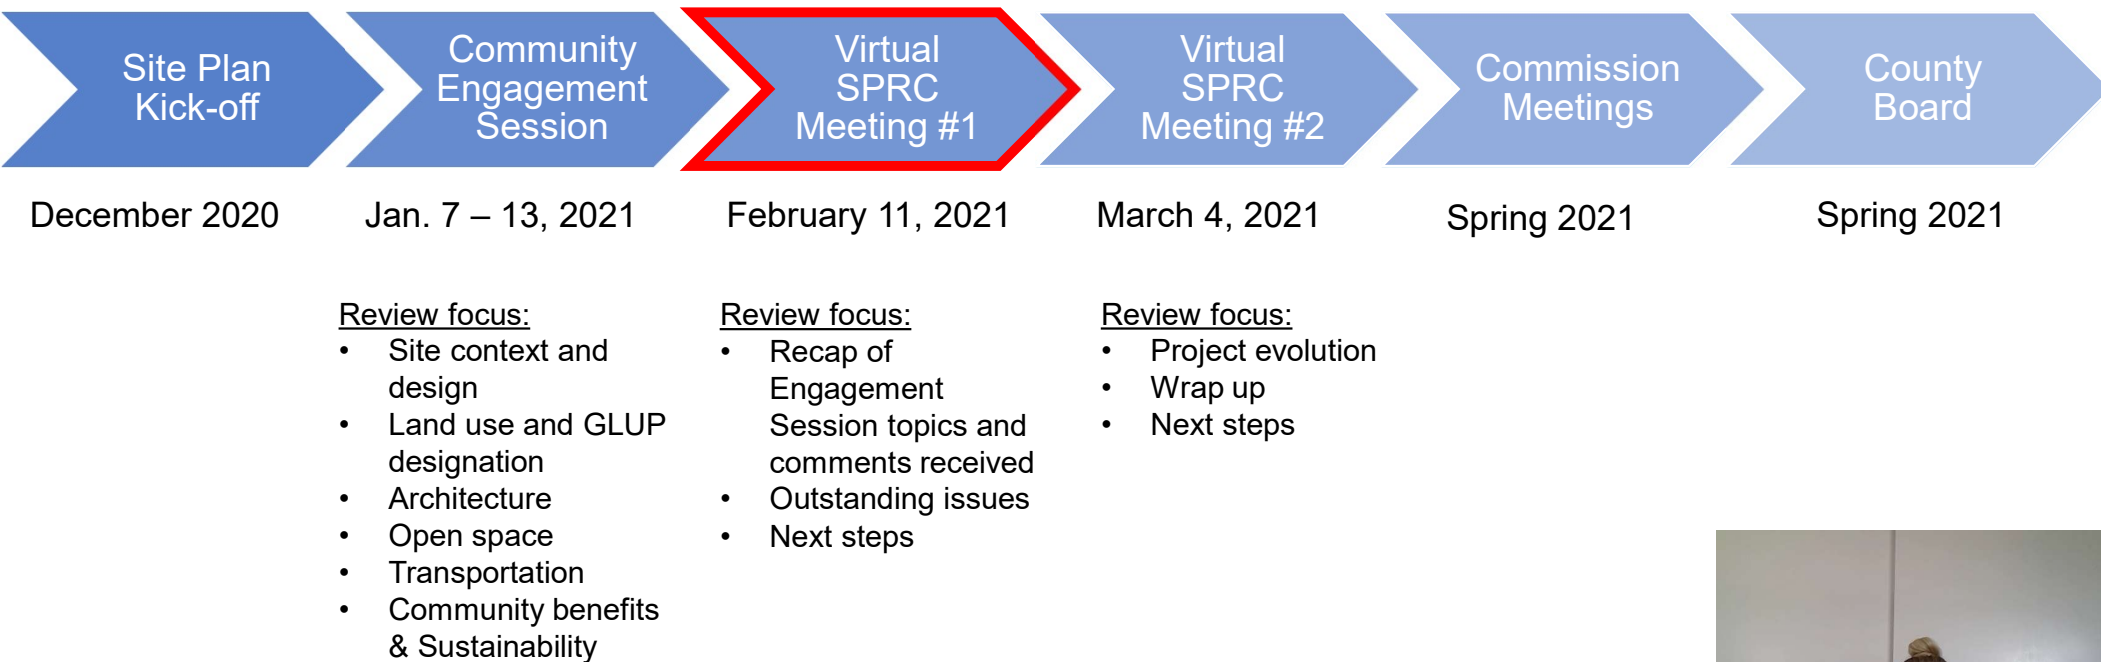 Site Plan
Kick-off
Community
Engagement
Session
Virtual
SPRC
Meeting #1
Virtual
SPRC
Meeting #2
Commission
Meetings
County
Board
December 2020
Jan. 7 – 13, 2021
February 11, 2021
March 4, 2021
Spring 2021
Spring 2021
Review focus:
• Site context and
design
• Land use and GLUP
designation
• Architecture
• Open space
• Transportation
• Community benefits
& Sustainability
Review focus:
• Recap of
Engagement
Session topics and
comments received
• Outstanding issues
• Next steps
Review focus:
• Project evolution
• Wrap up
• Next steps